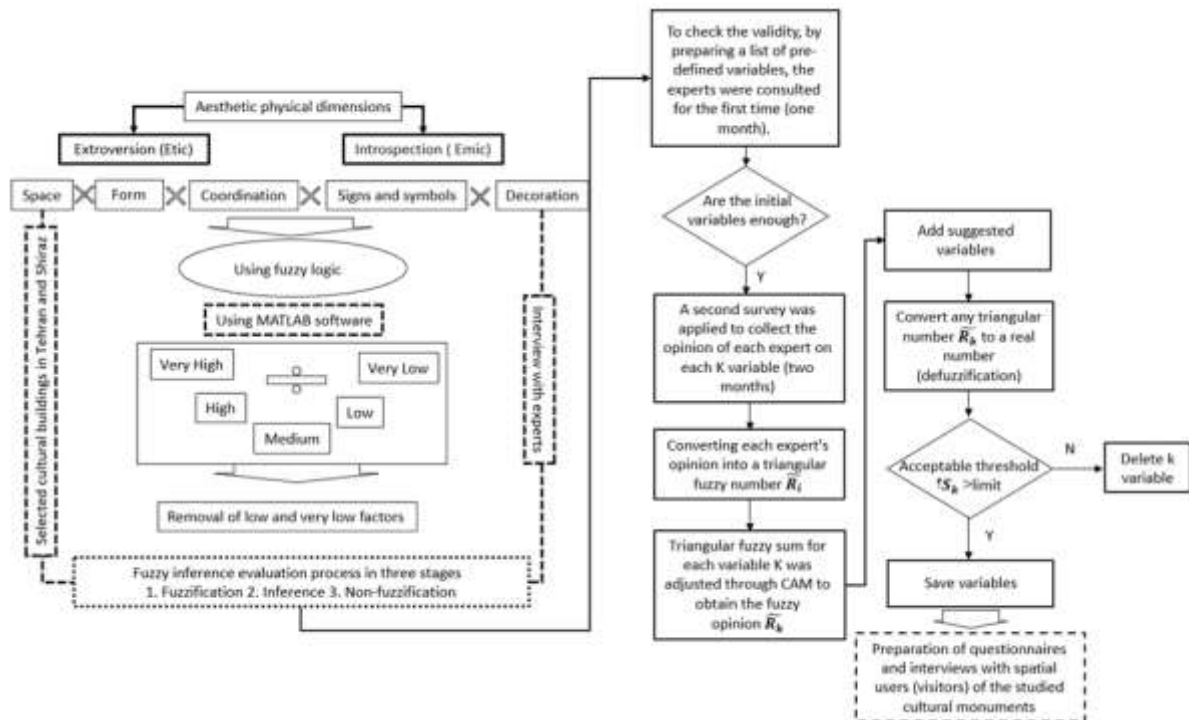 Aesthetic physical dimensions
Extroversion (Etic)
Introspection ( Emic)
Space
Form
Coordination
Signs and symbols
Decoration
Using fuzzy logic
Using MATLAB software
Very High
Very Low
High
Low
Medium
Removal of low and very low factors
Selected cultural buildings in Tehran and Shiraz
Interview with experts
Fuzzy inference evaluation process in three stages
1. Fuzzification 2. Inference 3. Non-fuzzification
To check the validity, by
preparing a list of pre-
defined variables, the
experts were consulted
for the first time (one
month).
Are the initial
variables enough?
Y
A second survey was
applied to collect the
opinion of each expert on
each K variable (two
months)
Converting each expert's
opinion into a triangular
fuzzy number R̃i
Triangular fuzzy sum for
each variable K was
adjusted through CAM to
obtain the fuzzy
opinion R̃k
Add suggested
variables
Convert any triangular
number R̃k to a real
number
(defuzzification)
Acceptable threshold
Sk >limit
N
Delete k
variable
Y
Save variables
Preparation of questionnaires
and interviews with spatial
users (visitors) of the studied
cultural monuments